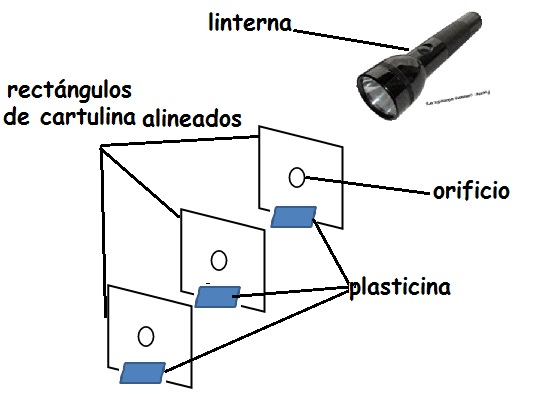 linterna
rectángulos
de cartulina alineados
orificio
plasticina